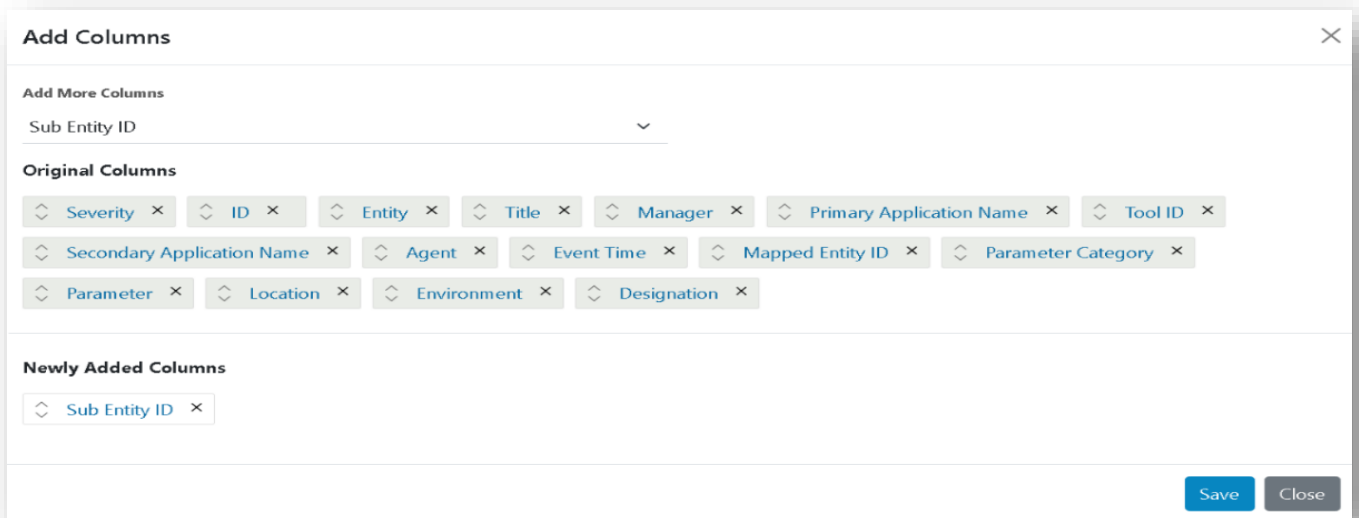 Add Columns
Add More Columns
Sub Entity ID
Original Columns
Severity × ID × Entity × Title × Manager × Primary Application Name × Tool ID ×
Secondary Application Name × Agent × Event Time × Mapped Entity ID × Parameter Category ×
Parameter × Location × Environment × Designation ×
Newly Added Columns
Sub Entity ID ×
Save Close